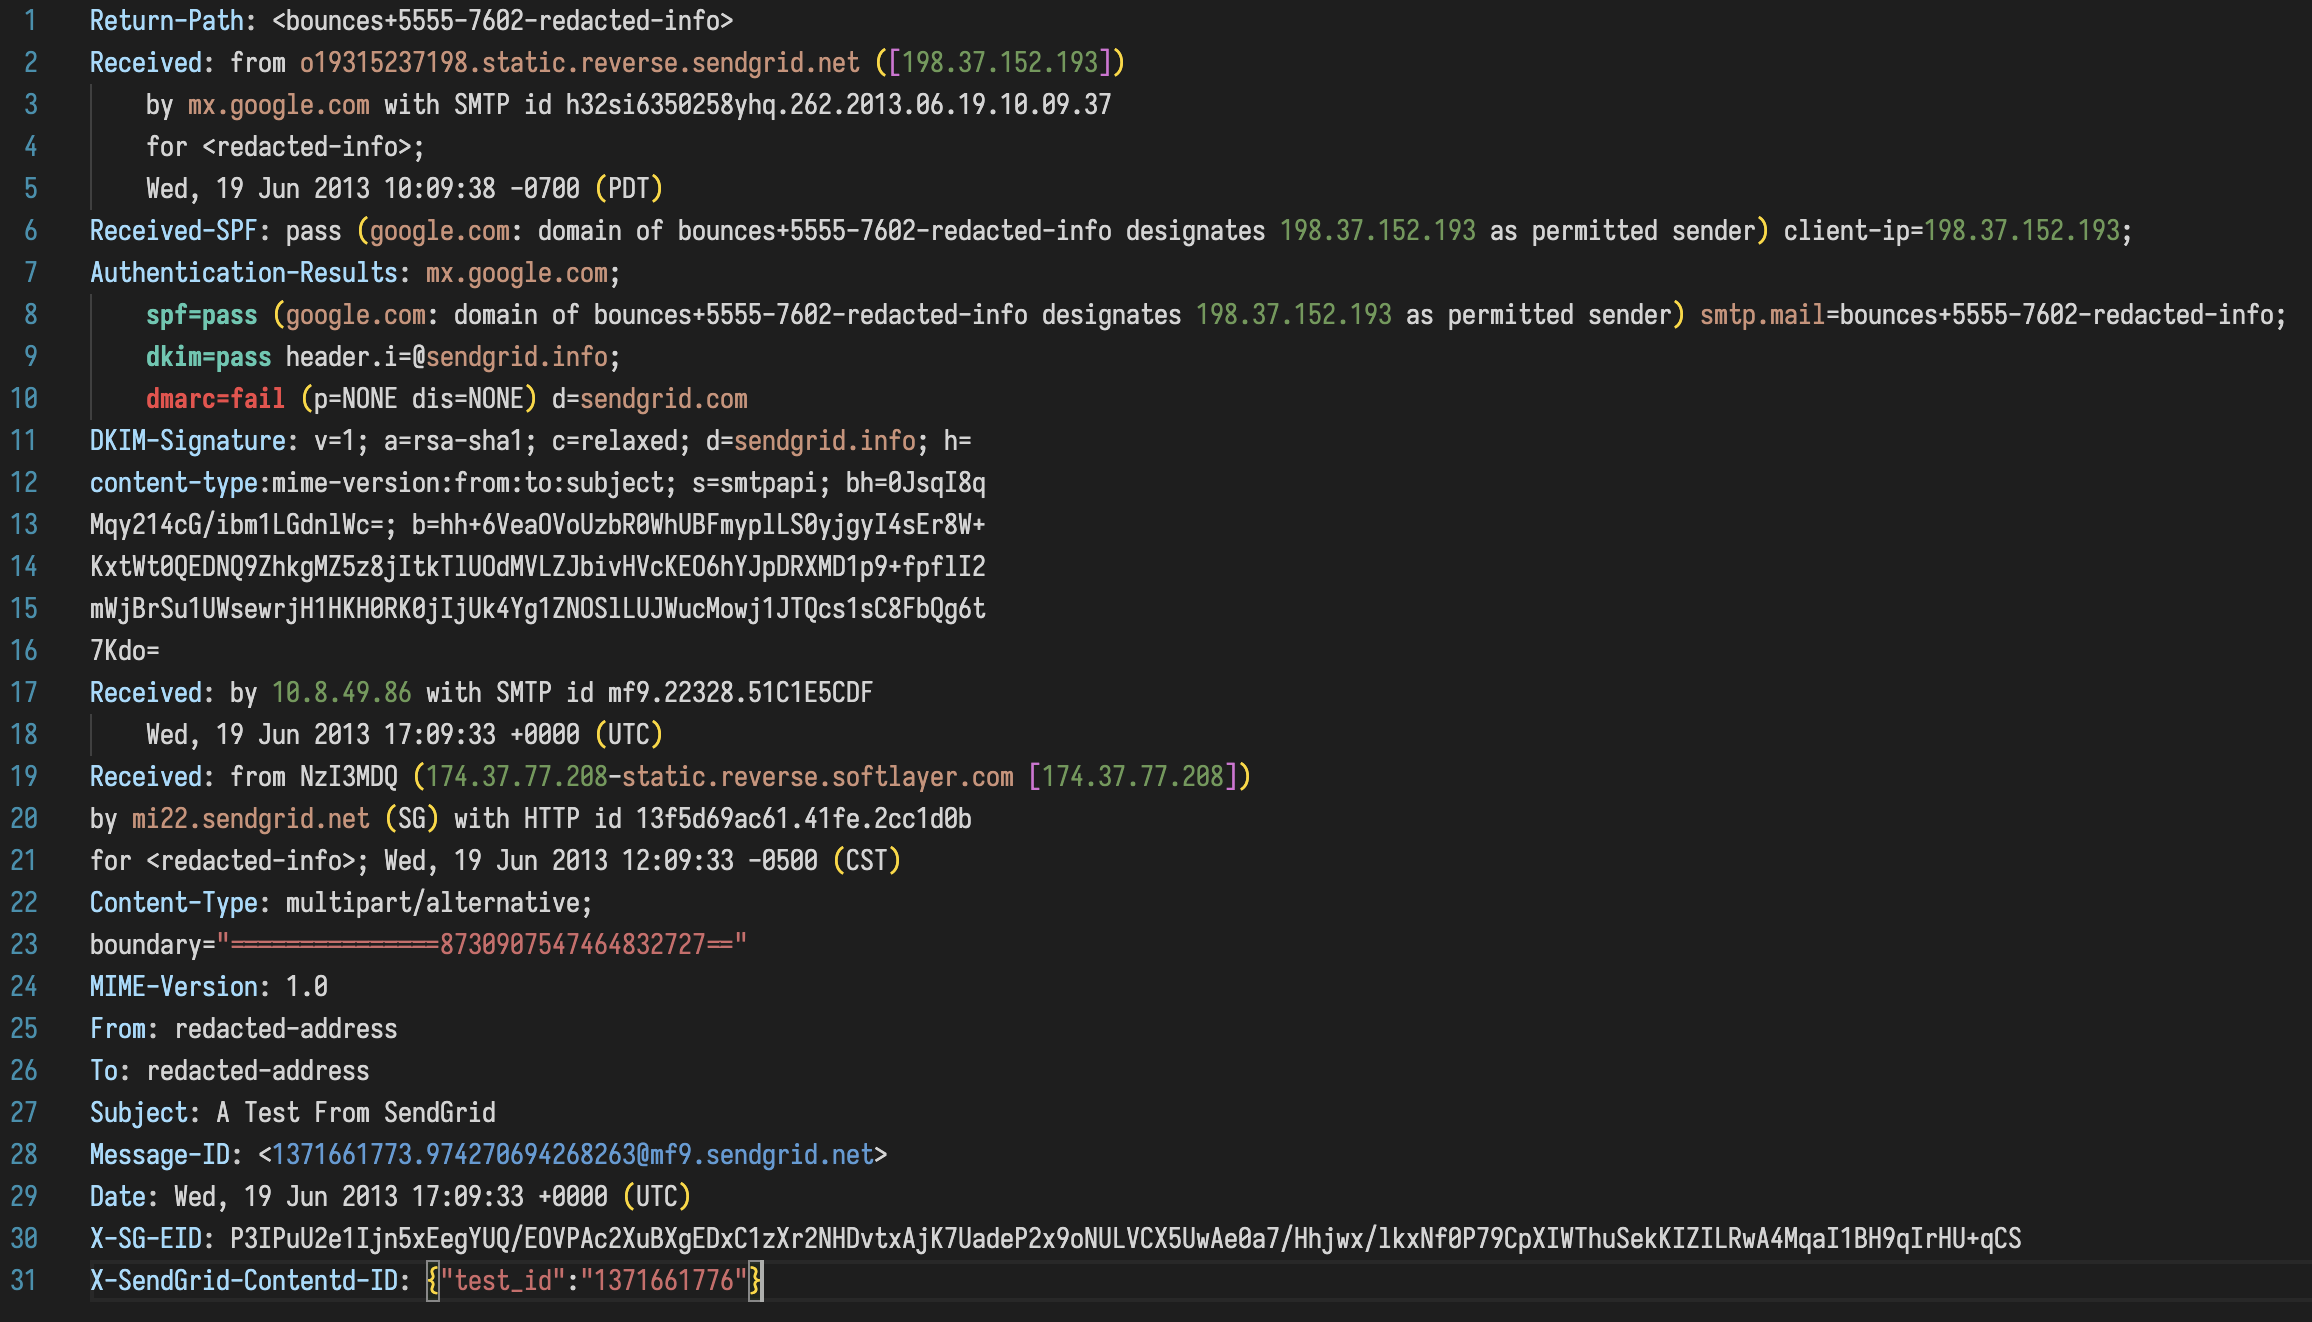 1 Return-Path: <bounces+5555-7602-redacted-info>
2 Received: from o19315237198.static.reverse.sendgrid.net ([198.37.152.193])
3 by mx.google.com with SMTP id h32si6350258yhq.262.2013.06.19.10.09.37
4 for <redacted-info>;
5 Wed, 19 Jun 2013 10:09:38 -0700 (PDT)
6 Received-SPF: pass (google.com: domain of bounces+5555-7602-redacted-info designates 198.37.152.193 as permitted sender) client-ip=198.37.152.193;
7 Authentication-Results: mx.google.com;
8 spf=pass (google.com: domain of bounces+5555-7602-redacted-info designates 198.37.152.193 as permitted sender) smtp.mail=bounces+5555-7602-redacted-info;
9 dkim=pass header.i=@sendgrid.info;
10 dmarc=fail (p=NONE dis=NONE) d=sendgrid.com
11 DKIM-Signature: v=1; a=rsa-sha1; c=relaxed; d=sendgrid.info; h=
12 content-type:mime-version:from:to:subject; s=smtpapi; bh=0JsqI8q
13 Mqy214cG/ibm1LGdnlWc=; b=hh+6VeaOVoUzbR0WhUBFmyplLS0yjgyI4sEr8W+
14 KxtWt0QEDNQ9ZhkgMZ5z8jItkTlUOdMVLZJbivHVcKEO6hYJpDRXMD1p9+fpflI2
15 mWjBrSu1UWsewrjH1HKH0RK0jIjUk4Yg1ZNOSlLUJWucMowj1JTQcs1sC8FbQg6t
16 7Kdo=
17 Received: by 10.8.49.86 with SMTP id mf9.22328.51C1E5CDF
18 Wed, 19 Jun 2013 17:09:33 +0000 (UTC)
19 Received: from NzI3MDQ (174.37.77.208-static.reverse.softlayer.com [174.37.77.208])
20 by mi22.sendgrid.net (SG) with HTTP id 13f5d69ac61.41fe.2cc1d0b
21 for <redacted-info>; Wed, 19 Jun 2013 12:09:33 -0500 (CST)
22 Content-Type: multipart/alternative;
23 boundary="===============8730907547464832727=="
24 MIME-Version: 1.0
25 From: redacted-address
26 To: redacted-address
27 Subject: A Test From SendGrid
28 Message-ID: <1371661773.974270694268263@mf9.sendgrid.net>
29 Date: Wed, 19 Jun 2013 17:09:33 +0000 (UTC)
30 X-SG-EID: P3IPuU2e1Ijn5xEegYUQ/EOVPAc2XuBXgEDxC1zXr2NHDvtxAjK7UadeP2x9oNULVCX5UwAe0a7/Hhjwx/lkxNf0P79CpXIWThuSekKIZILRwA4MqaI1BH9qIrHU+qCS
31 X-SendGrid-Contentd-ID: {"test_id":"1371661776"}